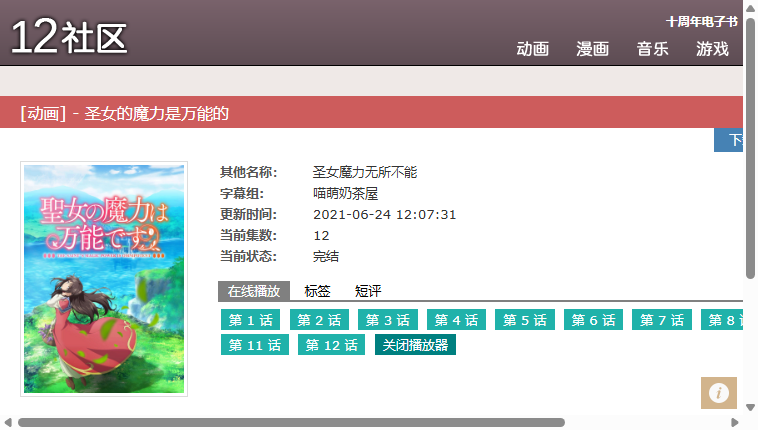 十周年电子书
12社区
动画 漫画 音乐 游戏
[动画] - 圣女的魔力是万能的
聖女の魔力は
万能です
其他名称: 圣女魔力无所不能
字幕组: 喵萌奶茶屋
更新时间: 2021-06-24 12:07:31
当前集数: 12
当前状态: 完结
在线播放 标签 短评
第 1 话 第 2 话 第 3 话 第 4 话 第 5 话 第 6 话 第 7 话 第 8
第 11 话 第 12 话 关闭播放器